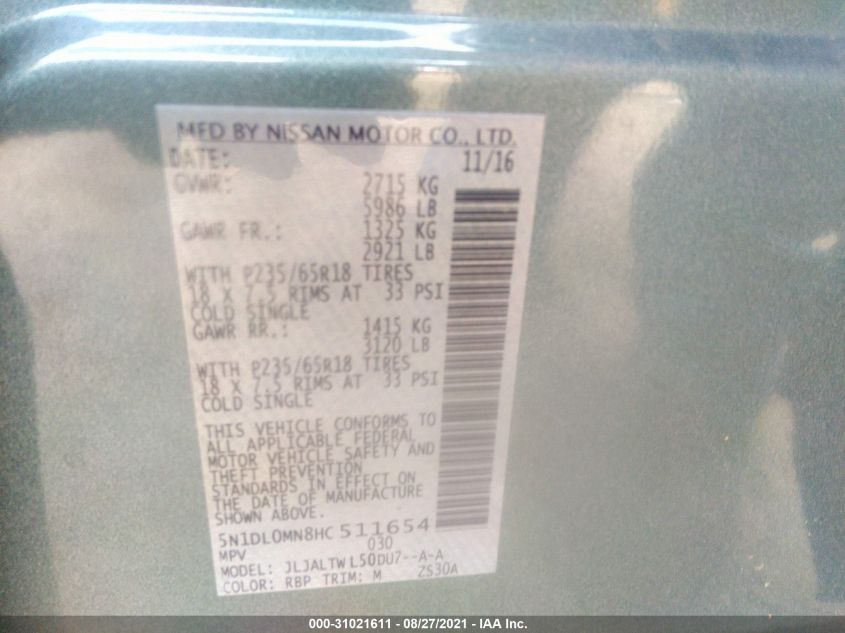 MFD BY NISSAN MOTOR CO., LTD.
DATE: 11/16
GVWR: 2715 KG
5986 LB
GAWR FR.: 1325 KG
2921 LB
WITH P235/65R18 TIRES
18 X 7.5 RIMS AT 33 PSI
COLD SINGLE
GAWR RR.: 1415 KG
3120 LB
WITH P235/65R18 TIRES
18 X 7.5 RIMS AT 33 PSI
COLD SINGLE
THIS VEHICLE CONFORMS TO
ALL APPLICABLE FEDERAL
MOTOR VEHICLE SAFETY AND
THEFT PREVENTION
STANDARDS IN EFFECT ON
THE DATE OF MANUFACTURE
SHOWN ABOVE.
5N1DL0MN8HC511654
MPV 030
MODEL: JLJALTWL50DU7--A-A
COLOR: RBP TRIM: M ZS30A
000-31021611 - 08/27/2021 - IAA Inc.